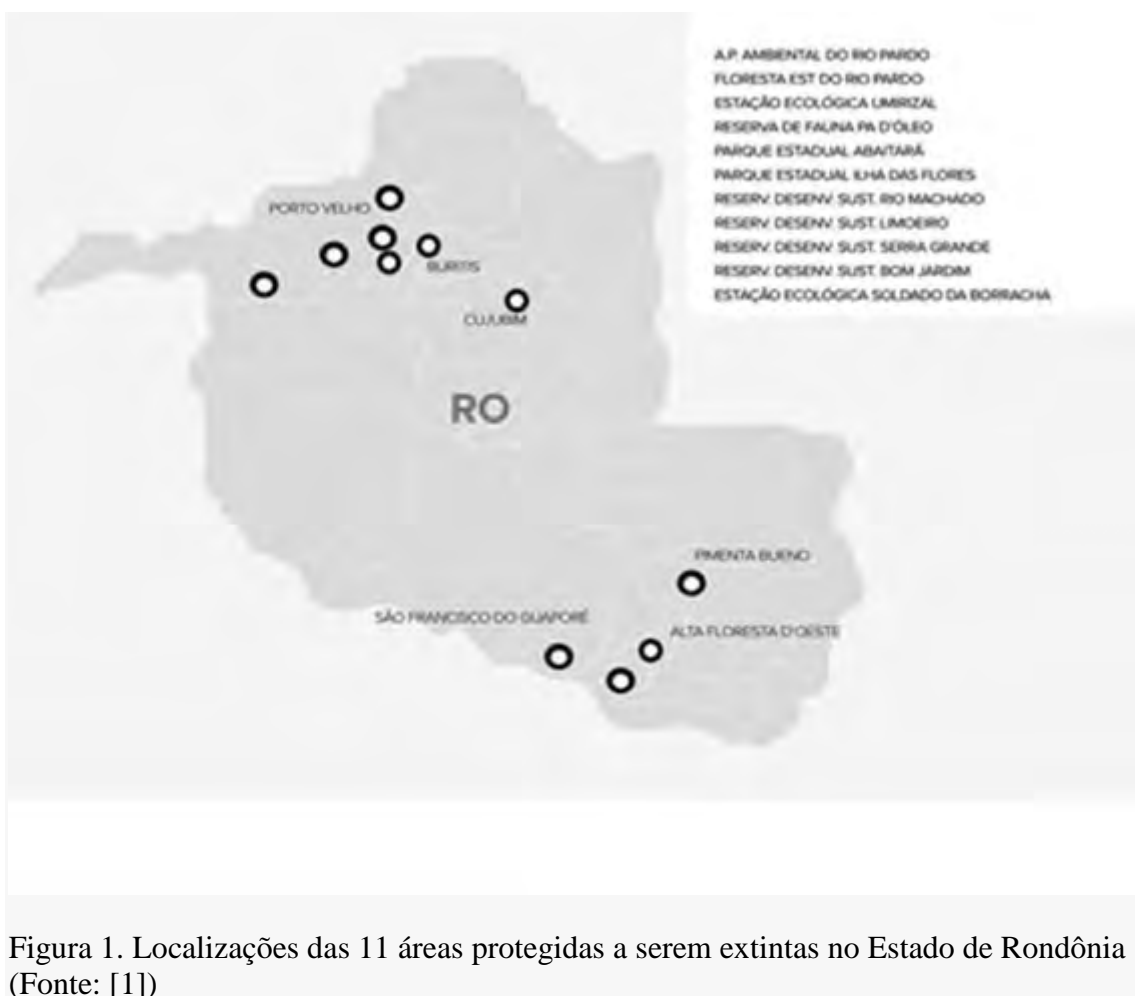 A.P. AMBIENTAL DO RIO PARDO
FLORESTA EST DO RIO PARDO
ESTAÇÃO ECOLÓGICA UMIRIZAL
RESERVA DE FAUNA PA D'ÓLEO
PARQUE ESTADUAL ABAITARÁ
PARQUE ESTADUAL ILHA DAS FLORES
RESERV. DESENV. SUST. RIO MACHADO
RESERV. DESENV. SUST. LIMOEIRO
RESERV. DESENV. SUST. SERRA GRANDE
RESERV. DESENV. SUST. BOM JARDIM
ESTAÇÃO ECOLÓGICA SOLDADO DA BORRACHA
PORTO VELHO
BURITIS
CUJUBIM
RO
PIMENTA BUENO
SÃO FRANCISCO DO GUAPORÉ
ALTA FLORESTA D'OESTE
Figura 1. Localizações das 11 áreas protegidas a serem extintas no Estado de Rondônia
(Fonte: [1])